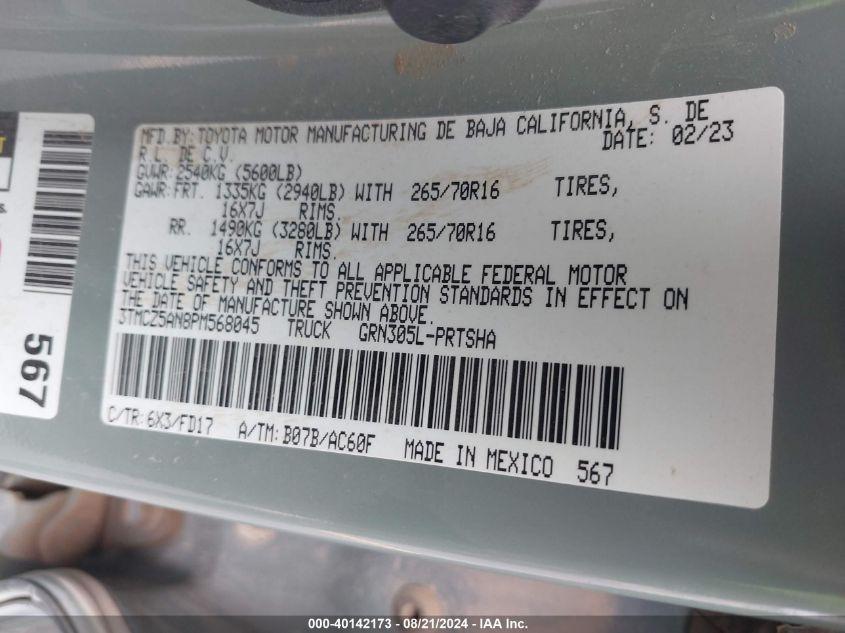 MFD.BY:TOYOTA MOTOR MANUFACTURING DE BAJA CALIFORNIA, S. DE
R.L. DE C.V. DATE: 02/23
GVWR:2540KG (5600LB)
GAWR:FRT. 1335KG (2940LB) WITH 265/70R16 TIRES,
16X7J RIMS.
RR. 1490KG (3280LB) WITH 265/70R16 TIRES,
16X7J RIMS.
THIS VEHICLE CONFORMS TO ALL APPLICABLE FEDERAL MOTOR
VEHICLE SAFETY AND THEFT PREVENTION STANDARDS IN EFFECT ON
THE DATE OF MANUFACTURE SHOWN ABOVE.
3TMCZ5AN8PM568045 TRUCK GRN305L-PRTSHA
C/TR:6X3/FD17 A/TM:B07B/AC60F MADE IN MEXICO 567
567
000-40142173 - 08/21/2024 - IAA Inc.